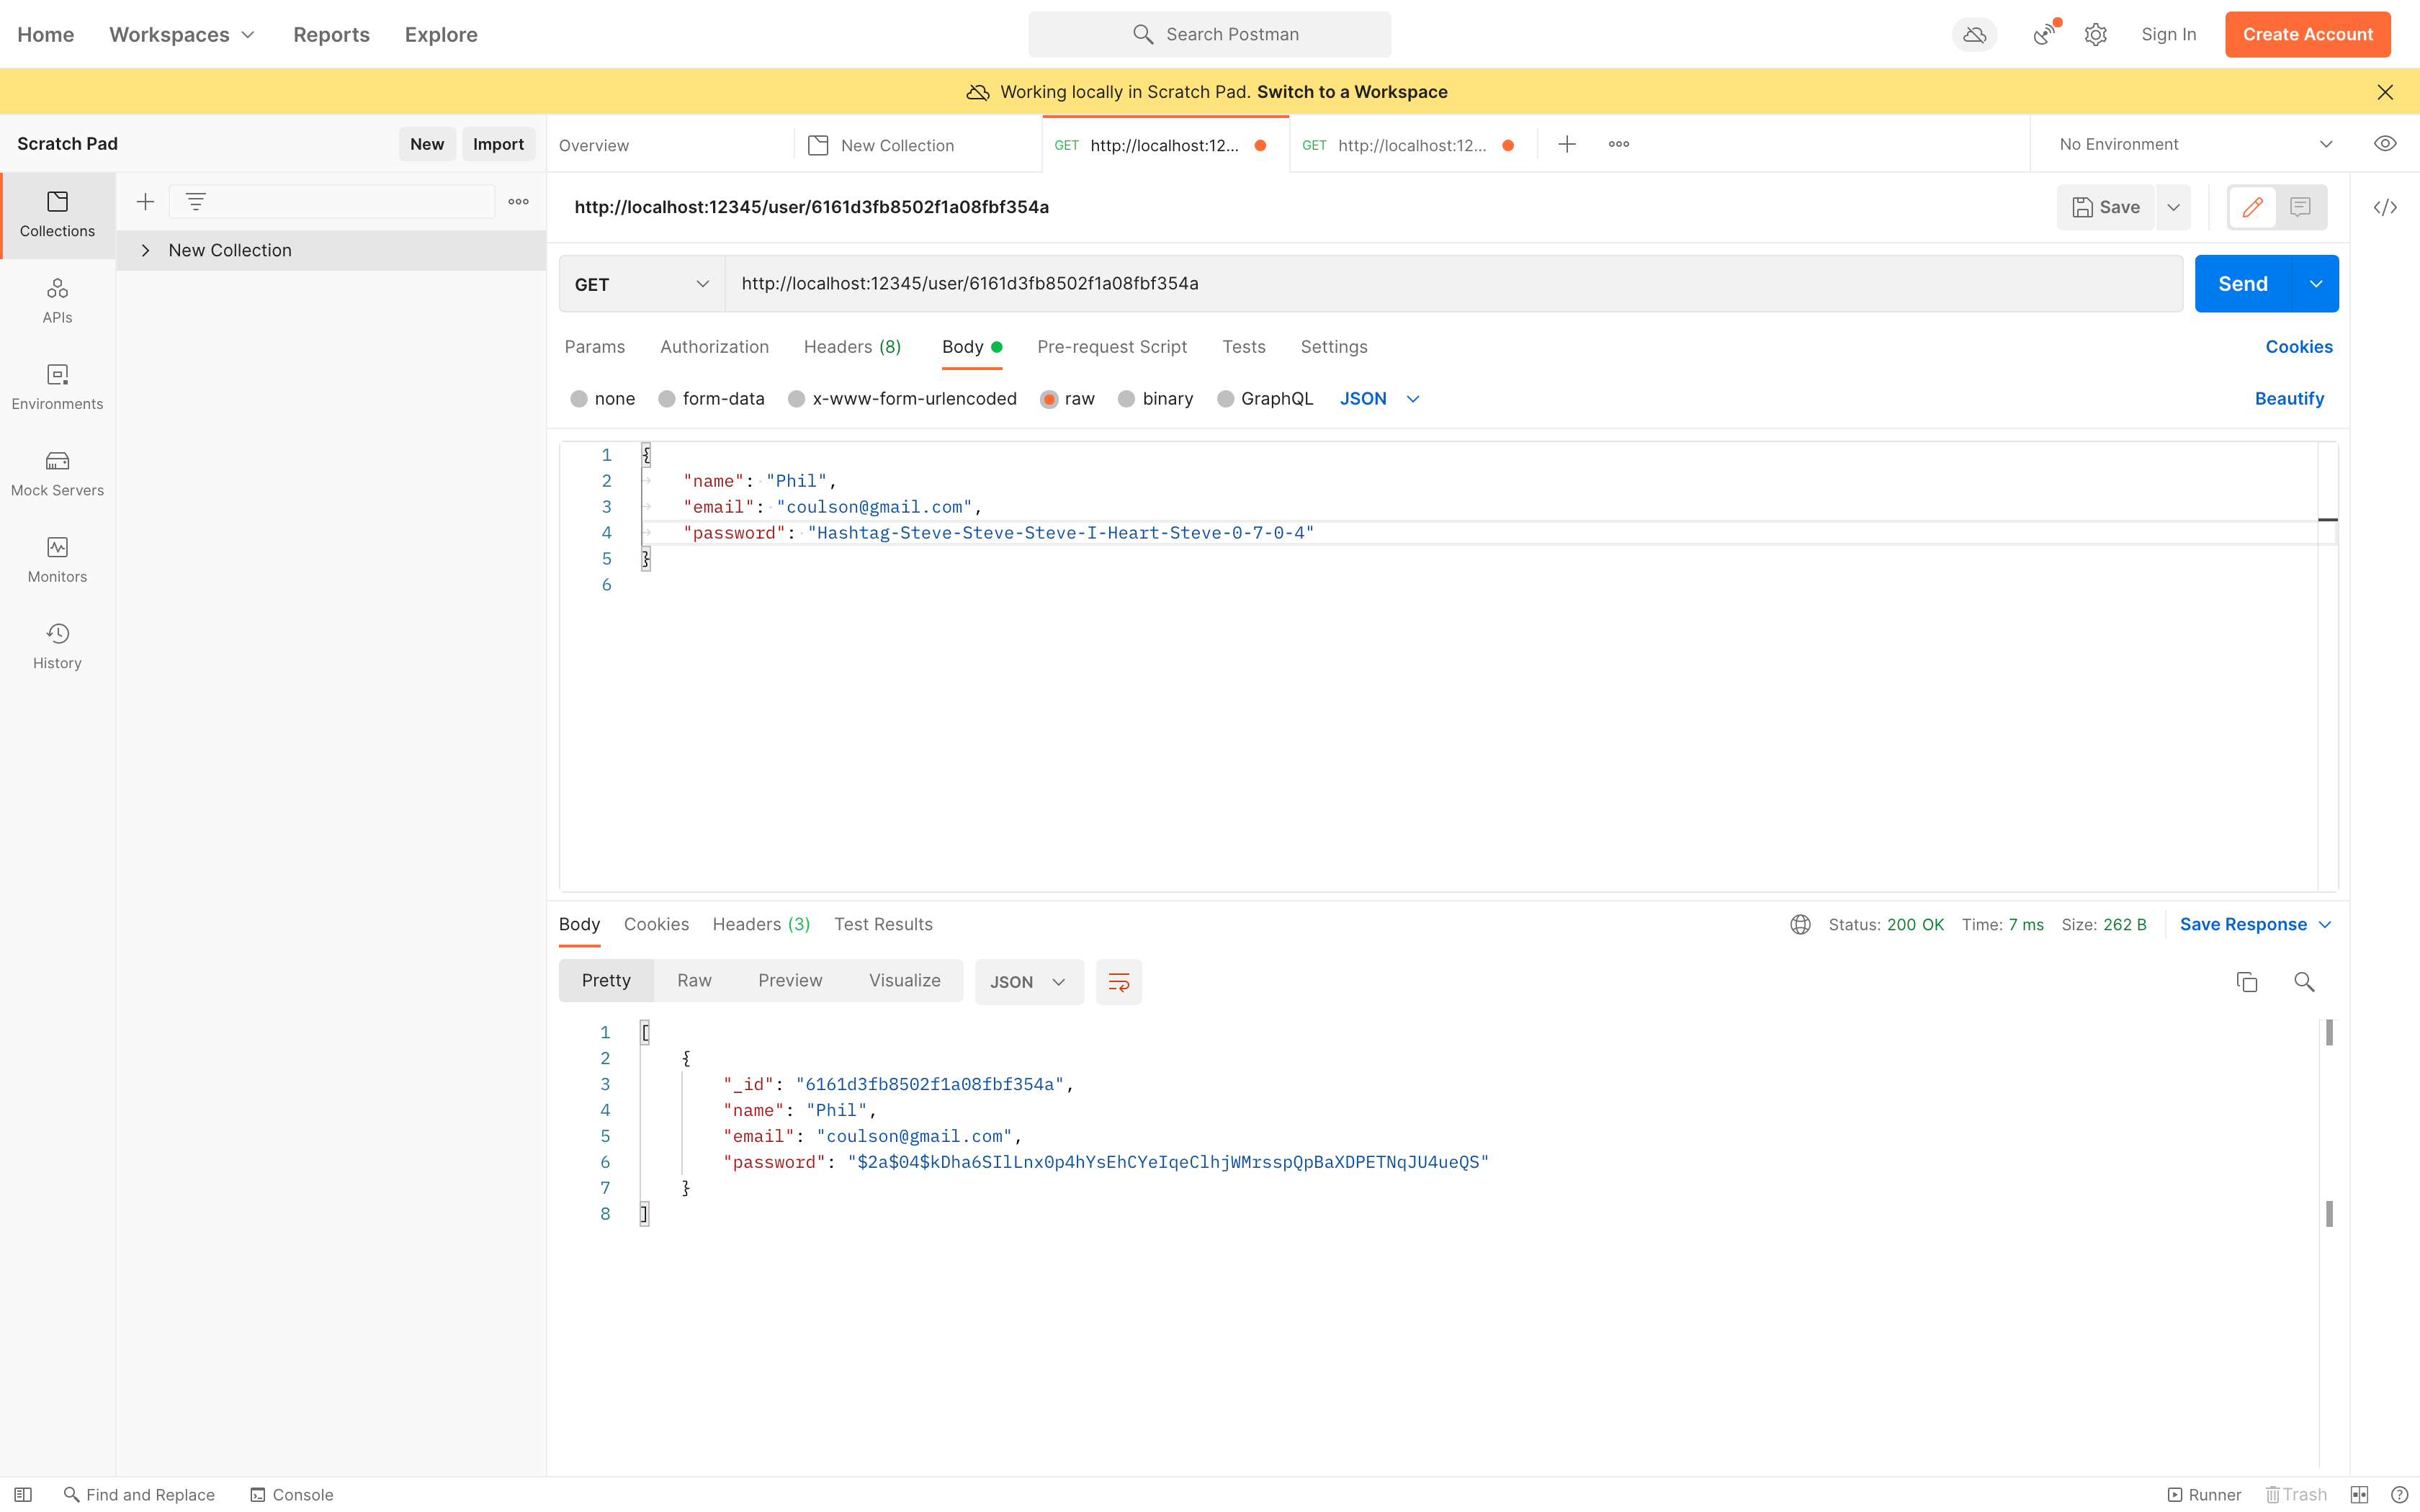 Home Workspaces Reports Explore Search Postman Sign In Create Account
Working locally in Scratch Pad. Switch to a Workspace
Scratch Pad New Import Overview New Collection GET http://localhost:12... GET http://localhost:12... No Environment
Collections
New Collection
http://localhost:12345/user/6161d3fb8502f1a08fbf354a Save
GET http://localhost:12345/user/6161d3fb8502f1a08fbf354a Send
APIs
Params Authorization Headers (8) Body Pre-request Script Tests Settings Cookies
Environments
none form-data x-www-form-urlencoded raw binary GraphQL JSON Beautify
1 {
2 "name": "Phil",
3 "email": "coulson@gmail.com",
4 "password": "Hashtag-Steve-Steve-Steve-I-Heart-Steve-0-7-0-4"
5 }
6
Mock Servers
Monitors
History
Body Cookies Headers (3) Test Results Status: 200 OK Time: 7 ms Size: 262 B Save Response
Pretty Raw Preview Visualize JSON
1 [
2 {
3 "_id": "6161d3fb8502f1a08fbf354a",
4 "name": "Phil",
5 "email": "coulson@gmail.com",
6 "password": "$2a$04$kDha6SIlLnx0p4hYsEhCYeIqeClhjWMrsspQpBaXDPETNqJU4ueQS"
7 }
8 ]
Find and Replace Console Runner Trash